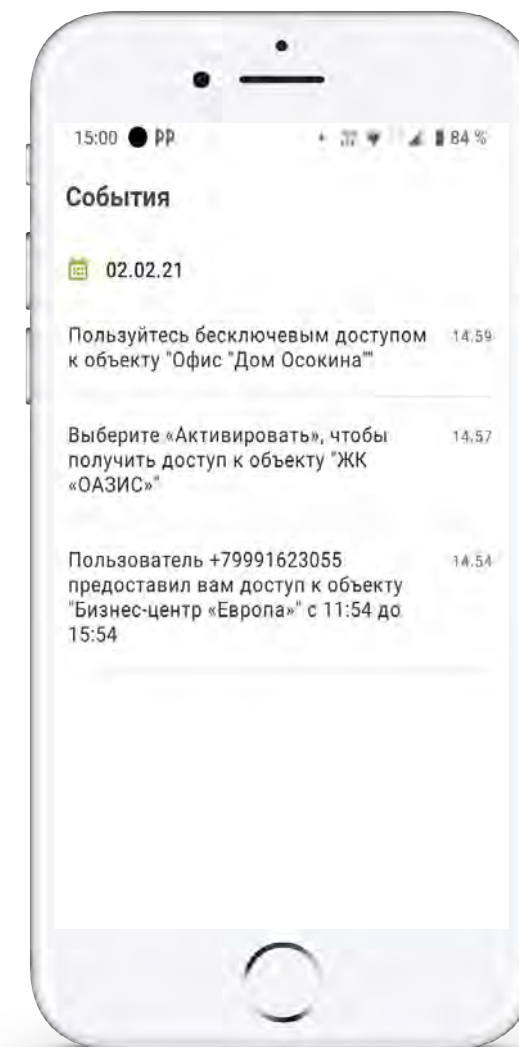 15:00 84 %
События
02.02.21
Пользуйтесь бесключевым доступом 14:59
к объекту "Офис "Дом Осокина""
Выберите «Активировать», чтобы 14:57
получить доступ к объекту "ЖК
«ОАЗИС»"
Пользователь +79991623055 14:54
предоставил вам доступ к объекту
"Бизнес-центр «Европа»" с 11:54 до
15:54